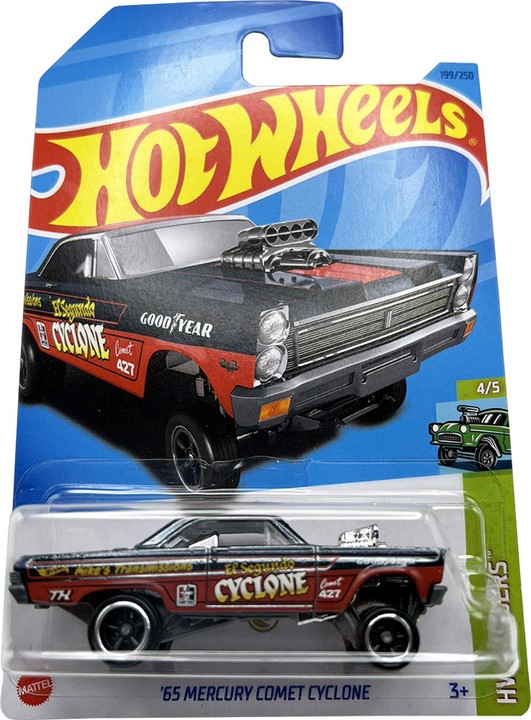 199/250
HOT WHEELS®
El Segundo
CYCLONE
GOODYEAR
Comet
427
4/5
Mike's Transmissions
El Segundo
CYCLONE
Comet
427
TH
MATTEL
'65 MERCURY COMET CYCLONE
3+